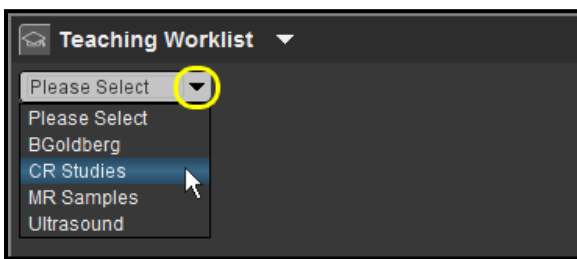 Teaching Worklist
Please Select
Please Select
BGoldberg
CR Studies
MR Samples
Ultrasound